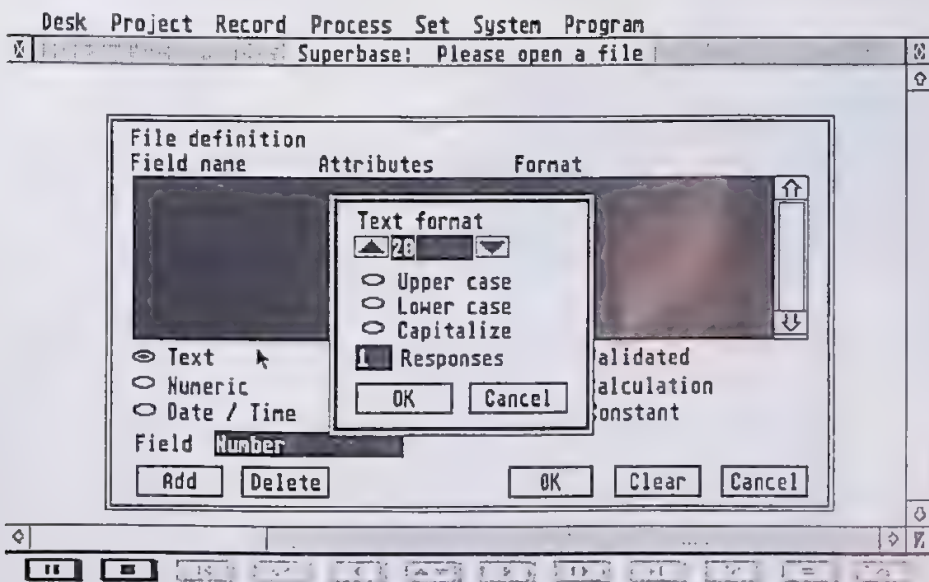 Desk Project Record Process Set System Program
Superbase: Please open a file
File definition
Field name Attributes Format
Text format
20
Upper case
Lower case
Capitalize
1 Responses
OK Cancel
Text alidated
Numeric alculation
Date / Time onstant
Field Number
Add Delete OK Clear Cancel